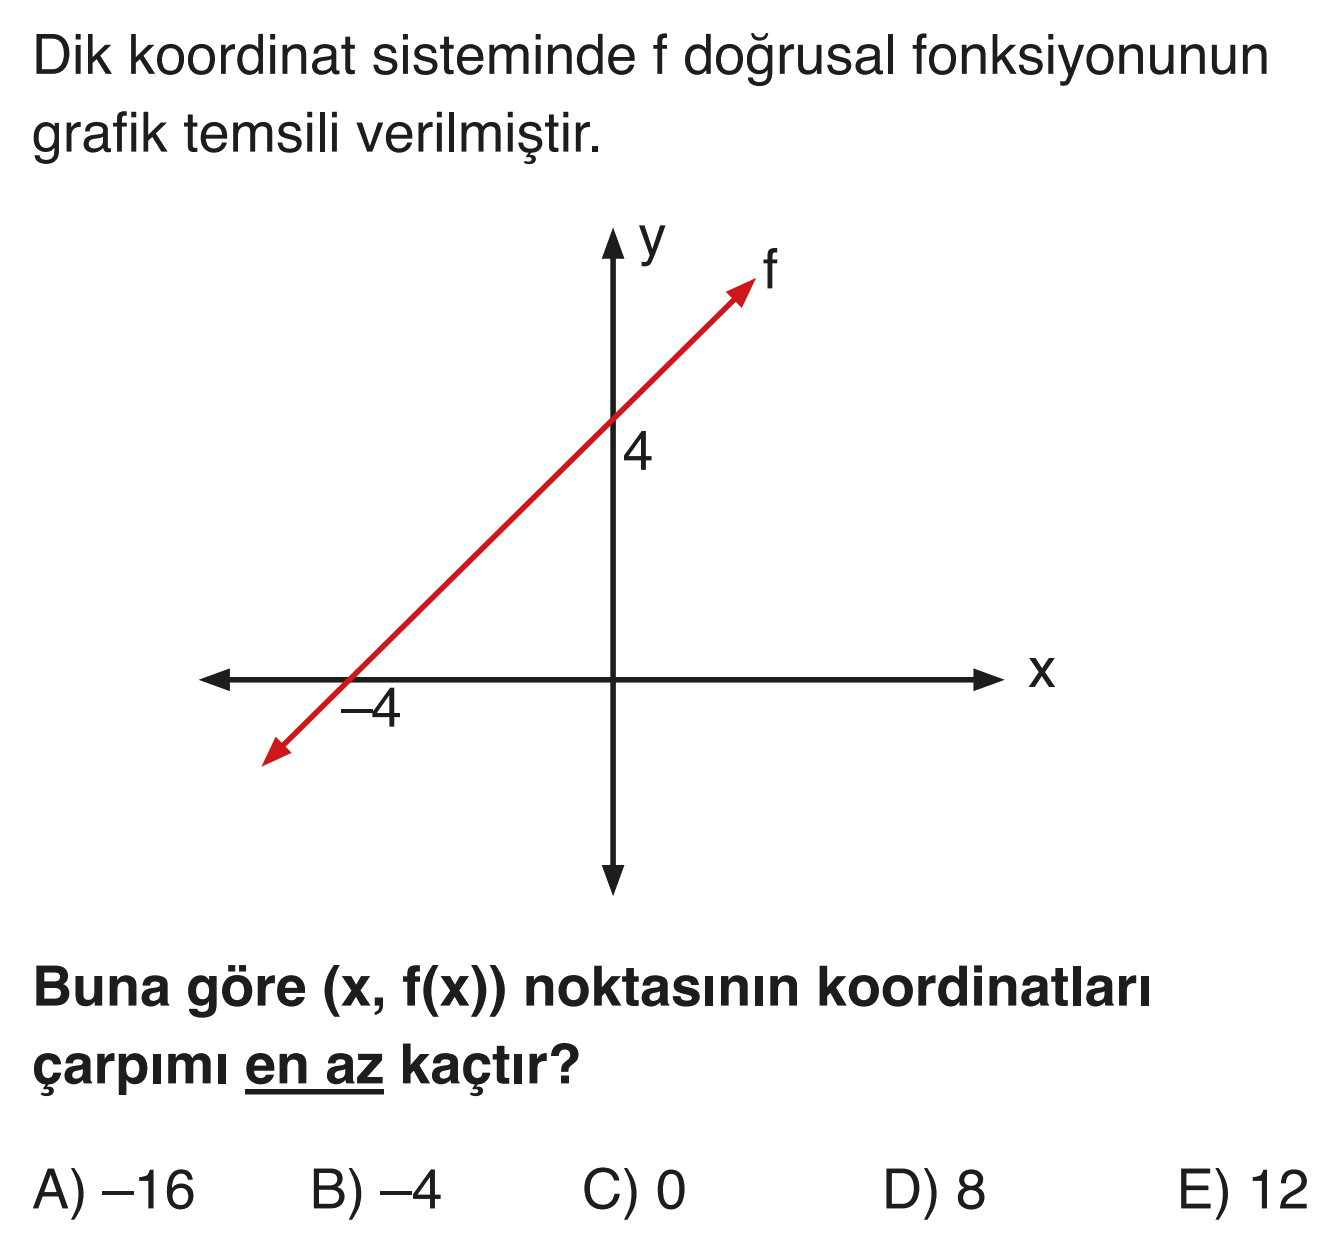 Dik koordinat sisteminde f doğrusal fonksiyonunun
grafik temsili verilmiştir.
y
f
4
x
–4
Buna göre (x, f(x)) noktasının koordinatları
çarpımı en az kaçtır?
A) –16 B) –4 C) 0 D) 8 E) 12